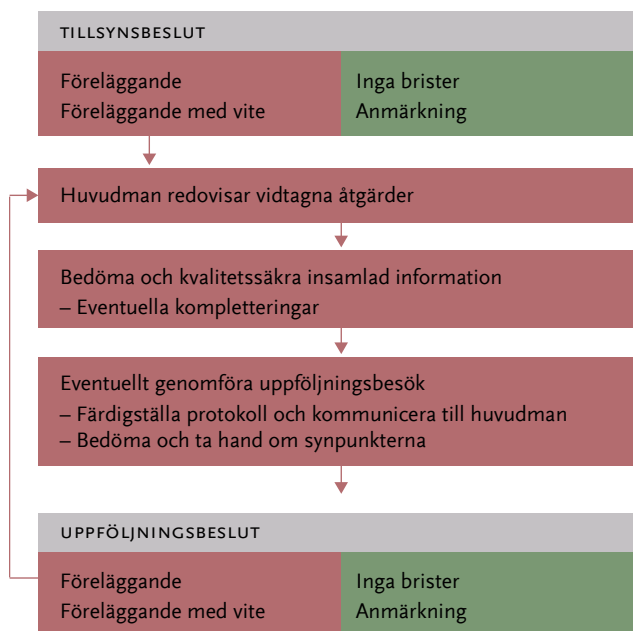 TILLSYNSBESLUT
Föreläggande
Föreläggande med vite
Inga brister
Anmärkning
Huvudman redovisar vidtagna åtgärder
Bedöma och kvalitetssäkra insamlad information
– Eventuella kompletteringar
Eventuellt genomföra uppföljningsbesök
– Färdigställa protokoll och kommunicera till huvudman
– Bedöma och ta hand om synpunkterna
UPPFÖLJNINGSBESLUT
Föreläggande
Föreläggande med vite
Inga brister
Anmärkning